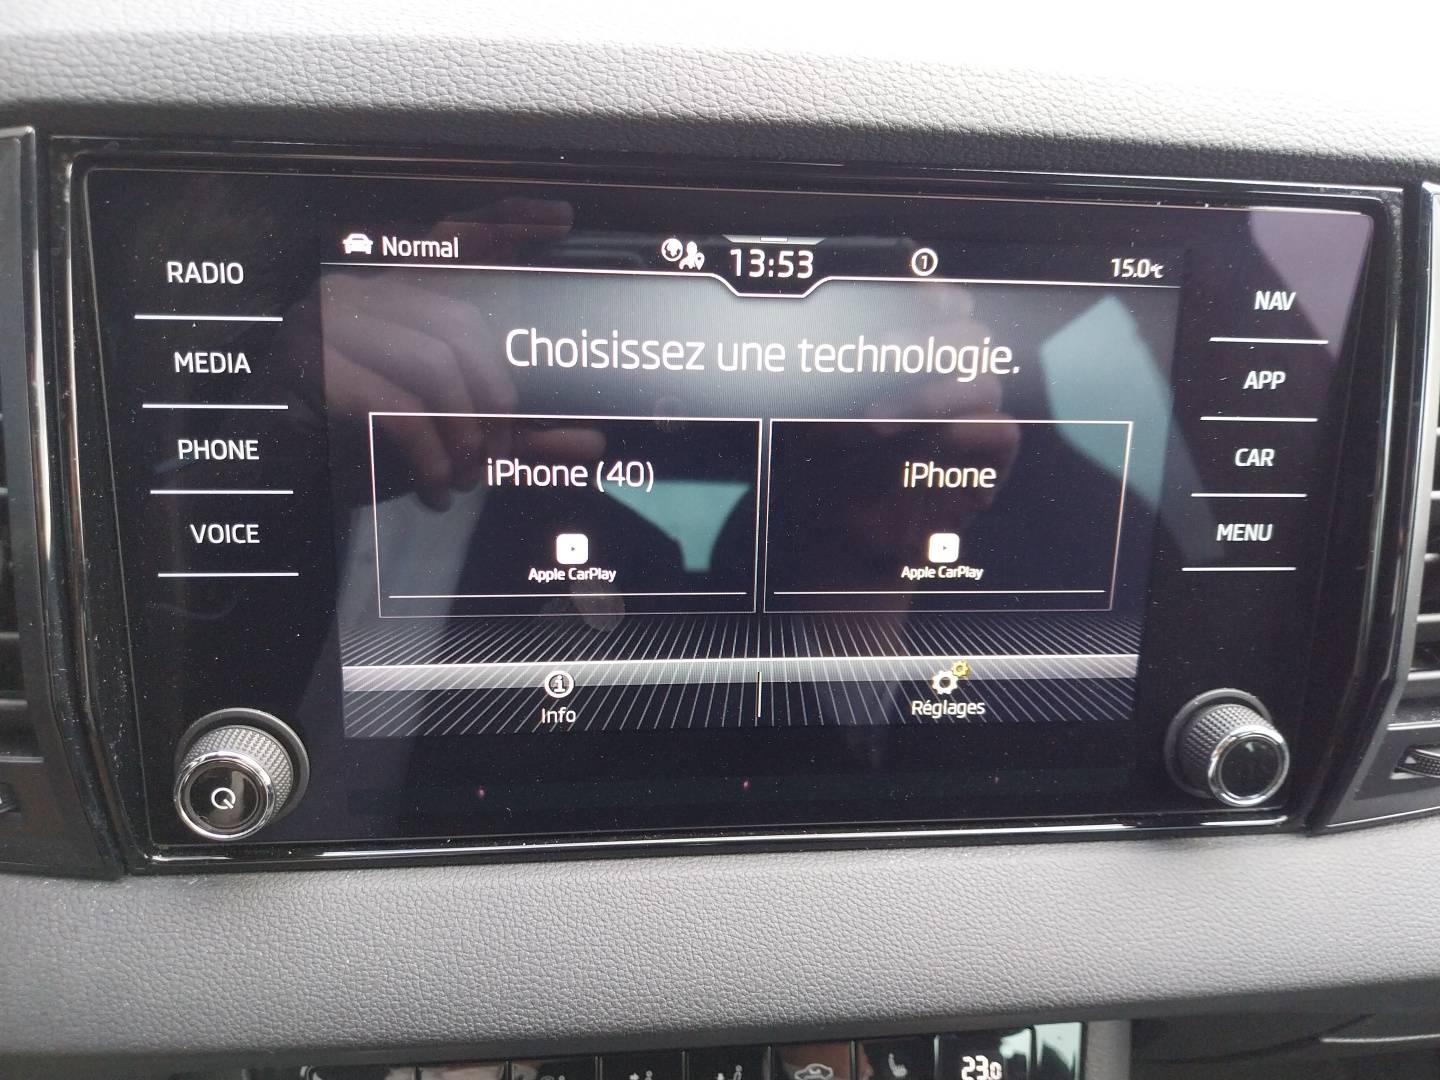 RADIO
MEDIA
PHONE
VOICE
Normal
13:53
1
15.0°C
Choisissez une technologie.
iPhone (40)
Apple CarPlay
iPhone
Apple CarPlay
Info
Réglages
NAV
APP
CAR
MENU
23.0